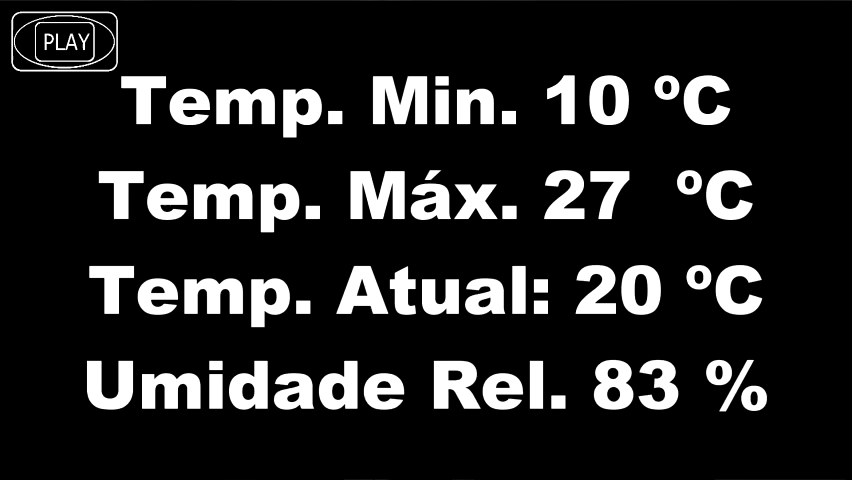 PLAY
Temp. Min. 10 ºC
Temp. Máx. 27 ºC
Temp. Atual: 20 ºC
Umidade Rel. 83 %